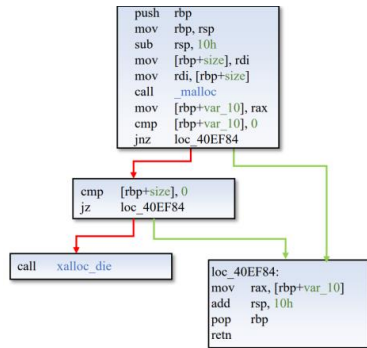 push rbp
mov rbp, rsp
sub rsp, 10h
mov [rbp+size], rdi
mov rdi, [rbp+size]
call _malloc
mov [rbp+var_10], rax
cmp [rbp+var_10], 0
jnz loc_40EF84
cmp [rbp+size], 0
jz loc_40EF84
call xalloc_die
loc_40EF84:
mov rax, [rbp+var_10]
add rsp, 10h
pop rbp
retn